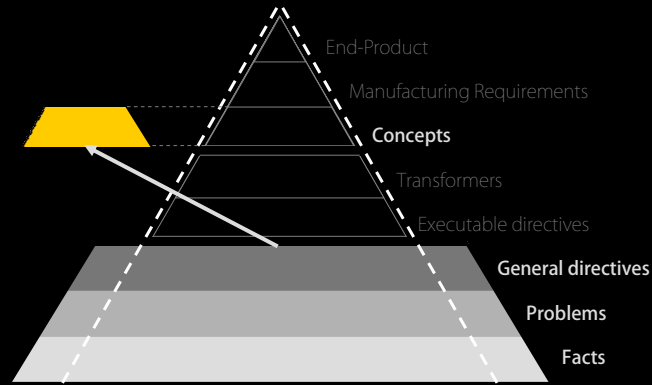 End-Product
Manufacturing Requirements
Concepts
Transformers
Executable directives
General directives
Problems
Facts